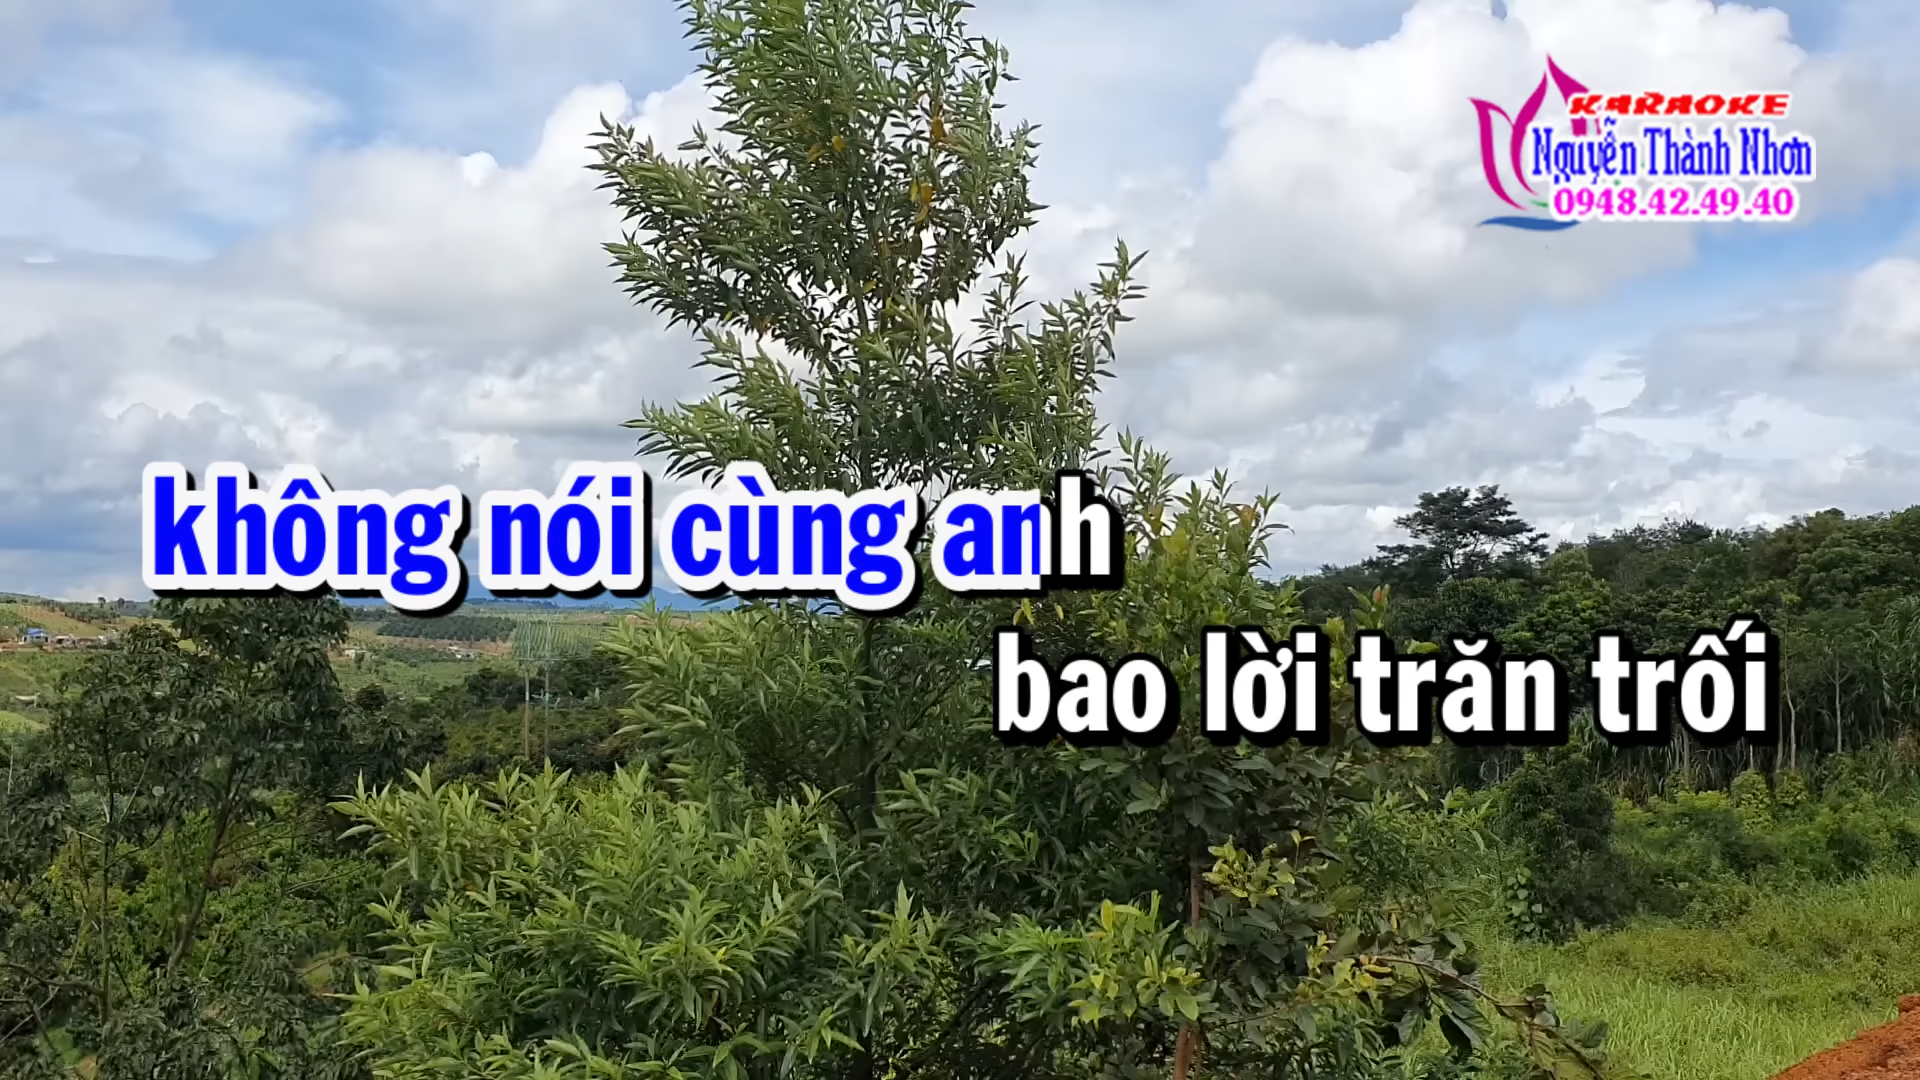 KARAOKE
Nguyễn Thành Nhơn
0948.42.49.40
không nói cùng anh
bao lời trăn trối